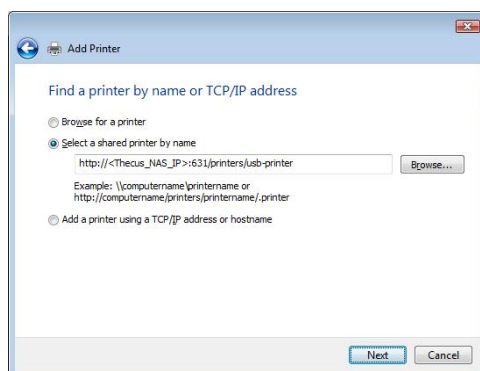 Add Printer
Find a printer by name or TCP/IP address
Browse for a printer
Select a shared printer by name
http://<Thecus_NAS_IP>:631/printers/usb-printer
Browse...
Example: \\computername\printername or
http://computername/printers/printername/.printer
Add a printer using a TCP/IP address or hostname
Next
Cancel